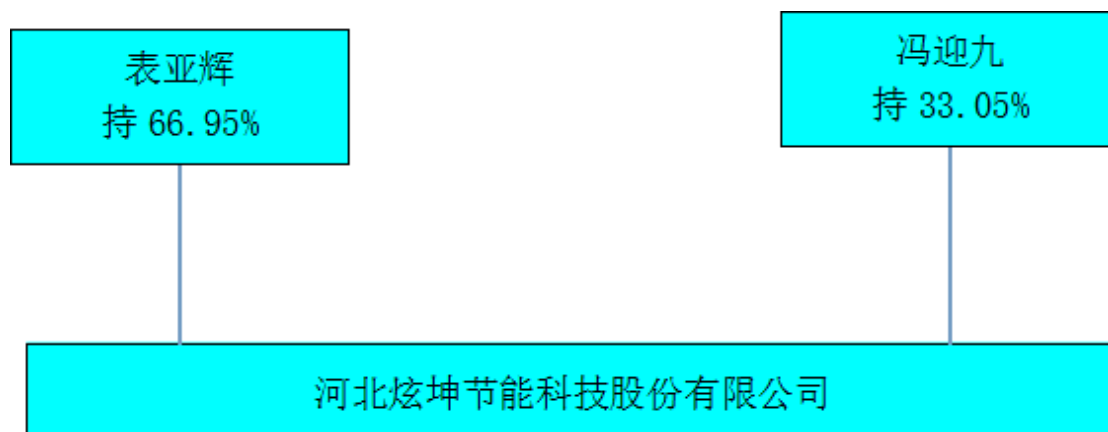 表亚辉
持 66.95%
冯迎九
持 33.05%
河北炫坤节能科技股份有限公司